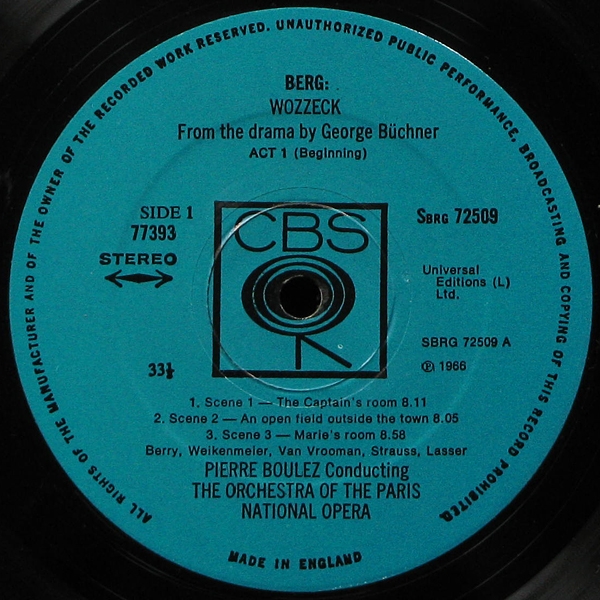 ALL RIGHTS OF THE MANUFACTURER AND OF THE OWNER OF THE RECORDED WORK RESERVED. UNAUTHORIZED PUBLIC PERFORMANCE, BROADCASTING AND COPYING OF THIS RECORD PROHIBITED.
BERG:
WOZZECK
From the drama by George Büchner
ACT 1 (Beginning)
SIDE 1
77393
STEREO
CBS
SBRG 72509
Universal
Editions (L)
Ltd.
SBRG 72509 A
℗ 1966
33⅓
1. Scene 1 — The Captain's room 8.11
2. Scene 2 — An open field outside the town 8.05
3. Scene 3 — Marie's room 8.58
Berry, Weikenmeier, Van Vrooman, Strauss, Lasser
PIERRE BOULEZ Conducting
THE ORCHESTRA OF THE PARIS
NATIONAL OPERA
MADE IN ENGLAND